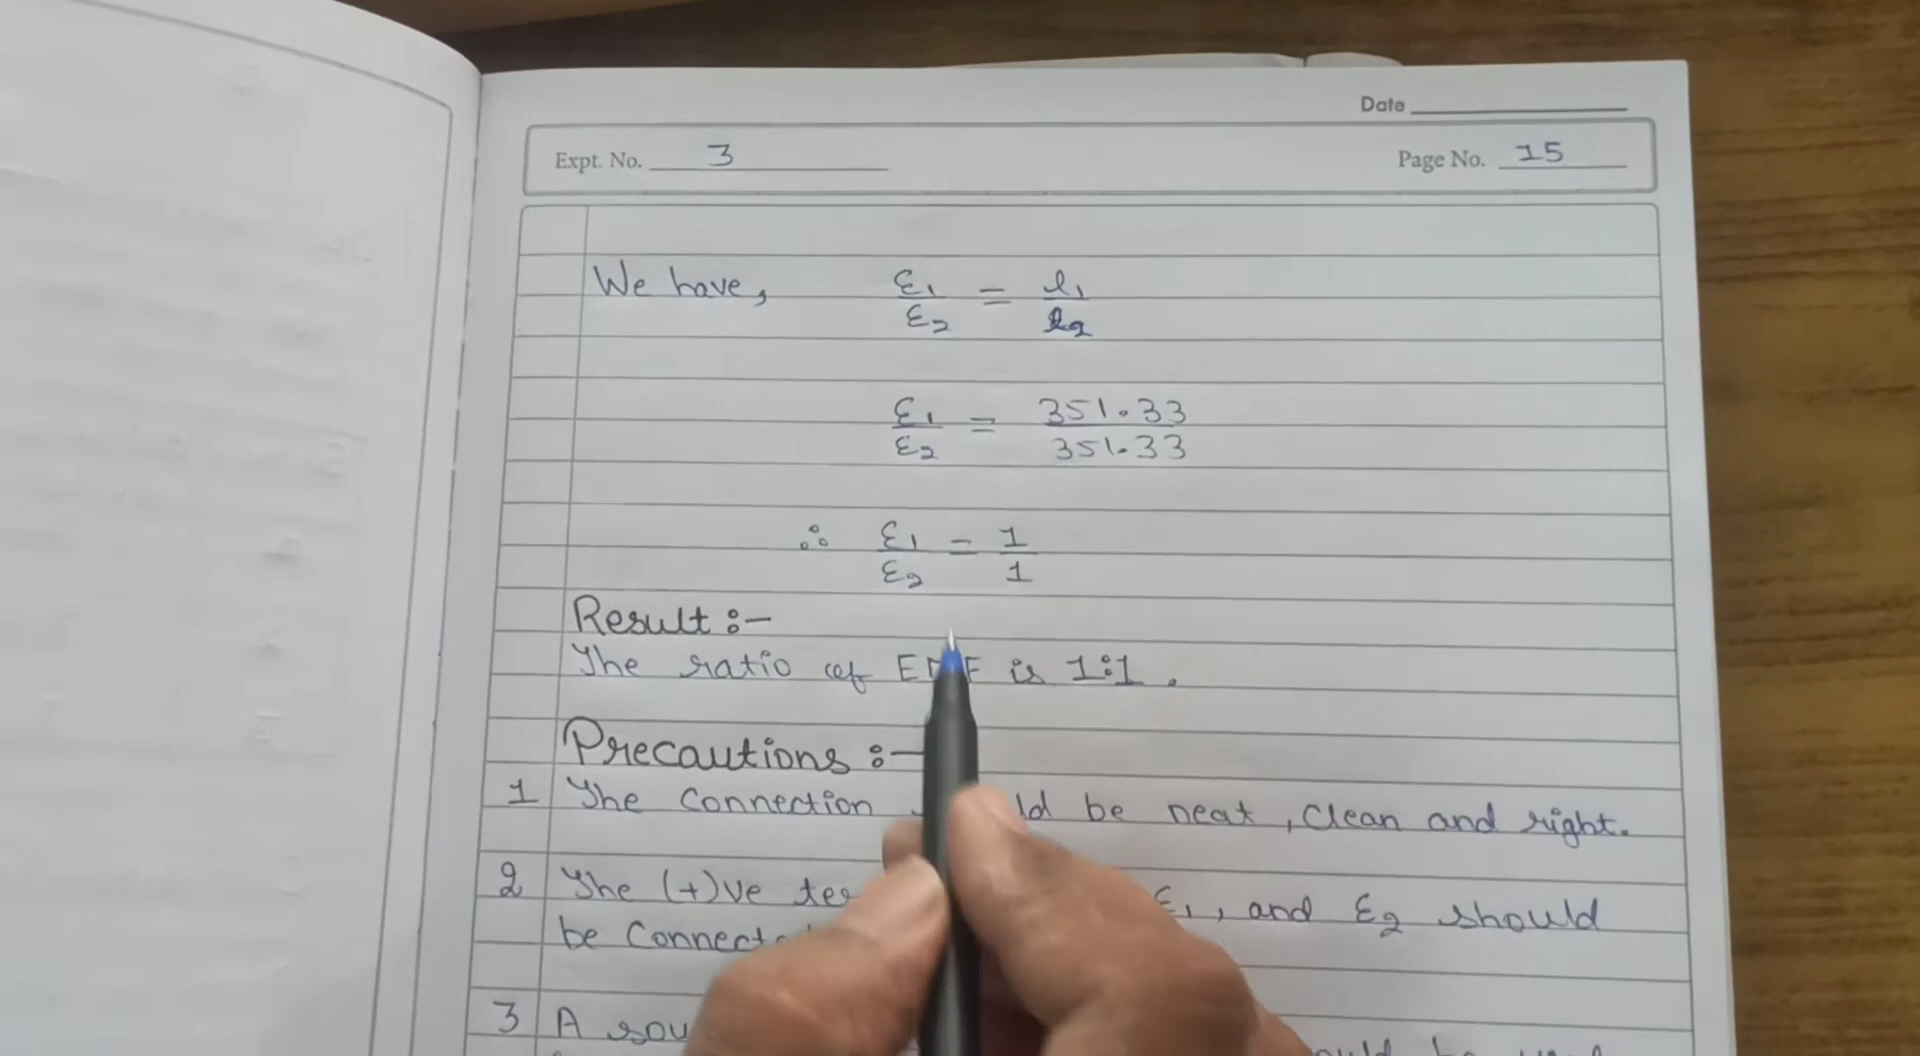 Date
Expt. No. 3
Page No. 15
We have, ε₁/ε₂ = l₁/l₂
ε₁/ε₂ = 351.33/351.33
∴ ε₁/ε₂ = 1/1
Result :-
The ratio of EMF is 1:1.
Precautions :-
1 The connection be neat, clean and right.
2 The (+)ve ε₁, and ε₂ should
be
3 A